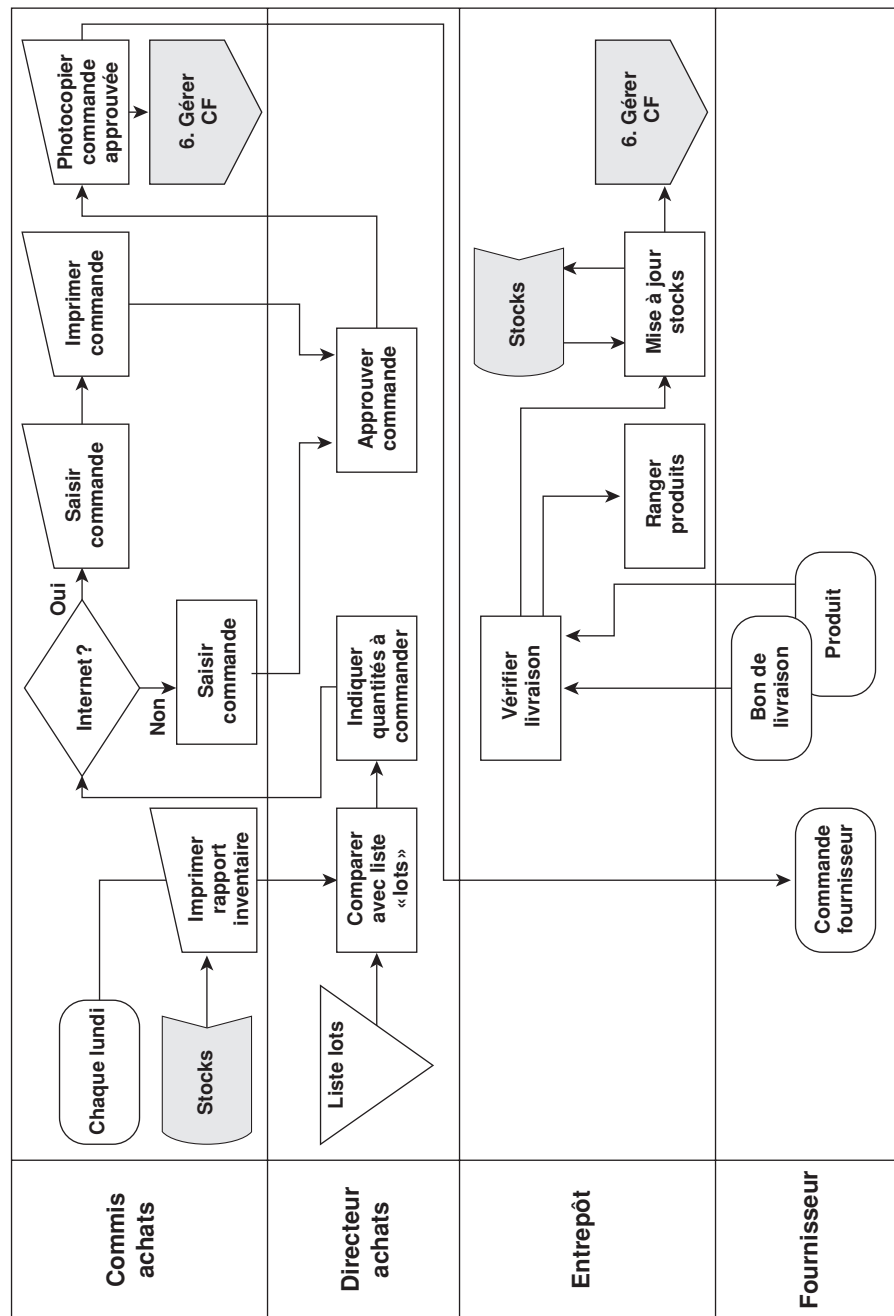 Commis
achats
Chaque lundi
Stocks
Imprimer
rapport
inventaire
Internet ?
Oui
Non
Saisir
commande
Saisir
commande
Imprimer
commande
Photocopier
commande
approuvée
6. Gérer
CF
Directeur
achats
Liste lots
Comparer
avec liste
« lots »
Indiquer
quantités à
commander
Approuver
commande
Entrepôt
Vérifier
livraison
Ranger
produits
Stocks
Mise à jour
stocks
6. Gérer
CF
Fournisseur
Commande
fournisseur
Bon de
livraison
Produit